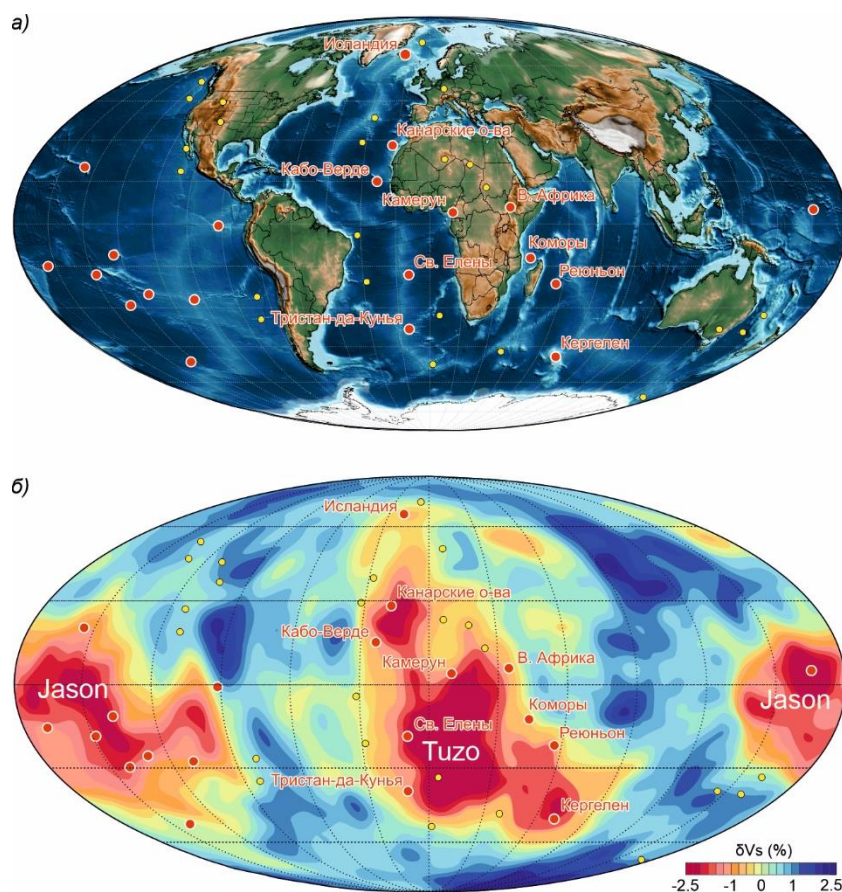 а)
Исландия
Канарские о-ва
Кабо-Верде
Камерун
В. Африка
Коморы
Св. Елены
Реюньон
Тристан-да-Кунья
Кергелен
б)
Исландия
Канарские о-ва
Кабо-Верде
Камерун
В. Африка
Jason
Jason
Коморы
Св. Елены
Реюньон
Tuzo
Тристан-да-Кунья
Кергелен
δVs (%)
-2.5 -1 0 1 2.5